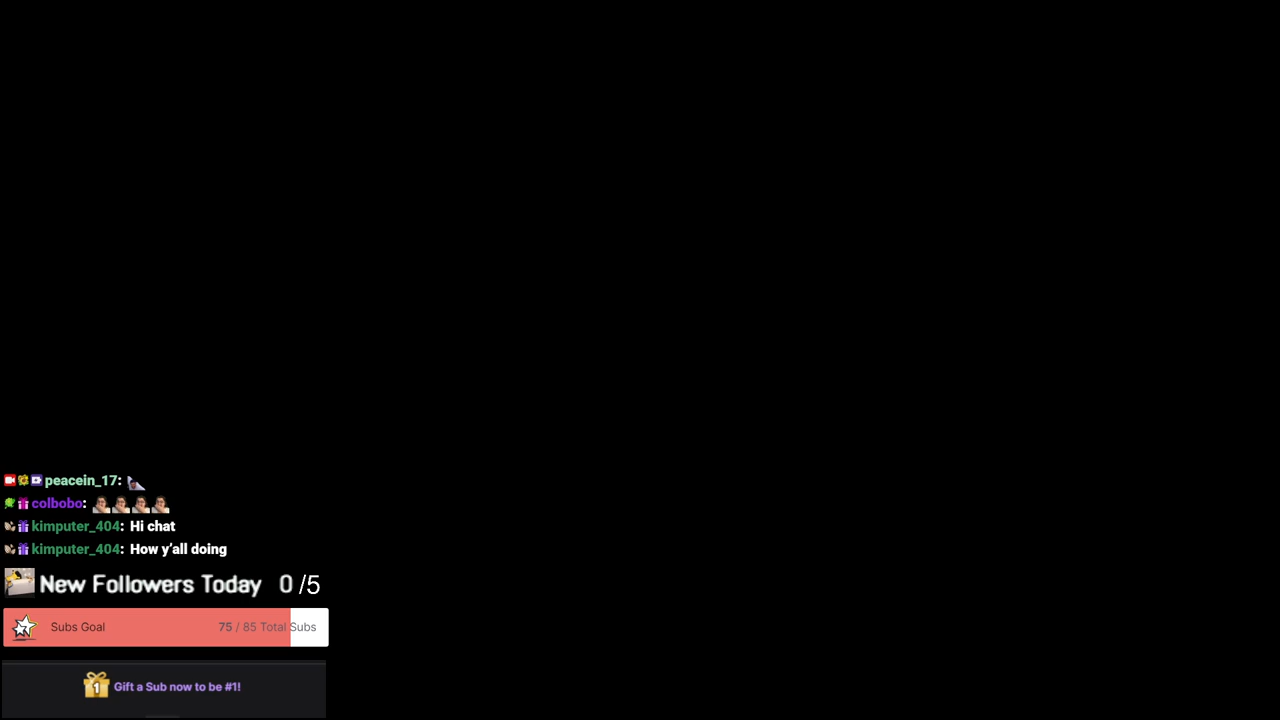 peacein_17:
colbobo:
kimputer_404: Hi chat
kimputer_404: How y'all doing
New Followers Today 0 /5
Subs Goal 75 / 85 Total Subs
1 Gift a Sub now to be #1!